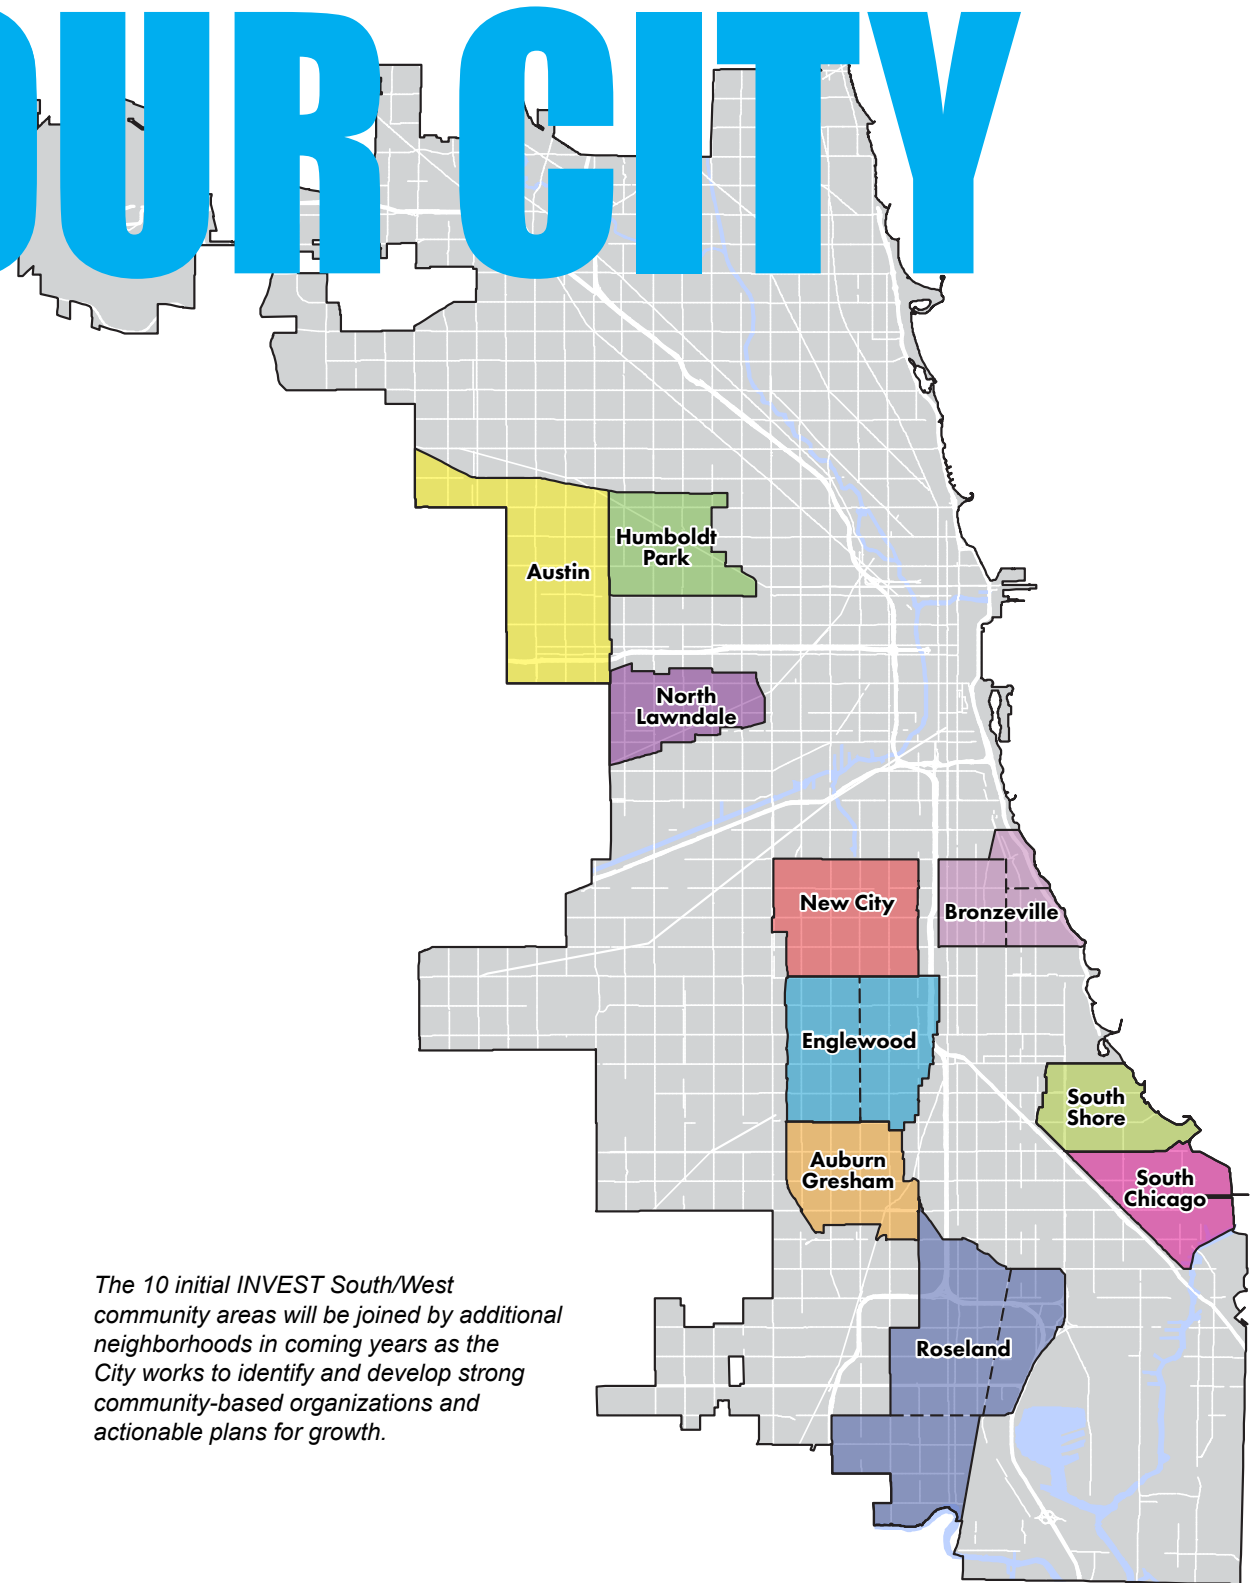 OUR CITY
Humboldt
Park
Austin
North
Lawndale
New City
Bronzeville
Englewood
South
Shore
Auburn
Gresham
South
Chicago
The 10 initial INVEST South/West
community areas will be joined by additional
neighborhoods in coming years as the
City works to identify and develop strong
community-based organizations and
actionable plans for growth.
Roseland